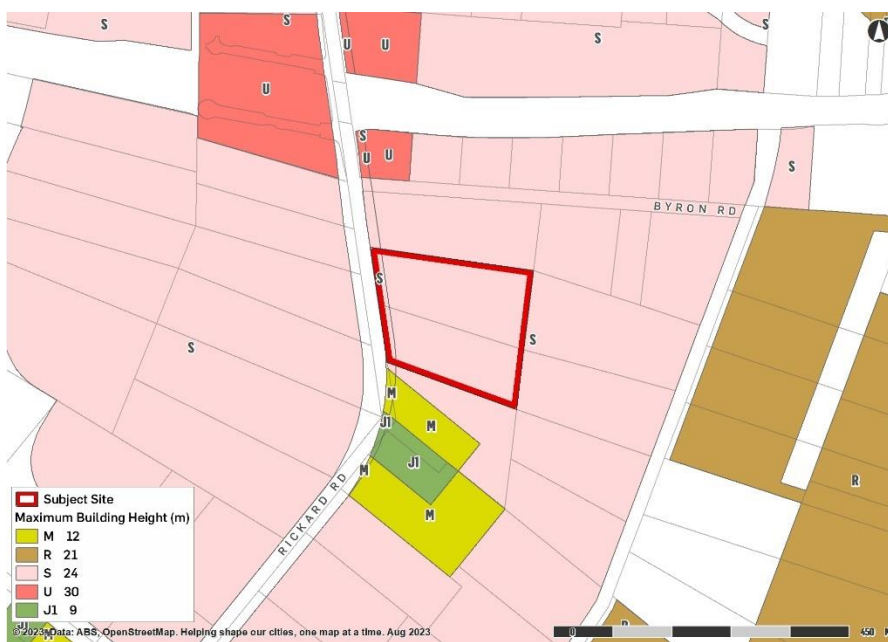 S
S
S
U
U
S
U
S
U
U
S
BYRON RD
S
S
S
M
M
J1
J1
M
M
R
RICKARD RD
Subject Site
Maximum Building Height (m)
M 12
R 21
S 24
U 30
J1 9
J1
M
R
© 2023. Data: ABS, OpenStreetMap. Helping shape our cities, one map at a time. Aug 2023
0 450